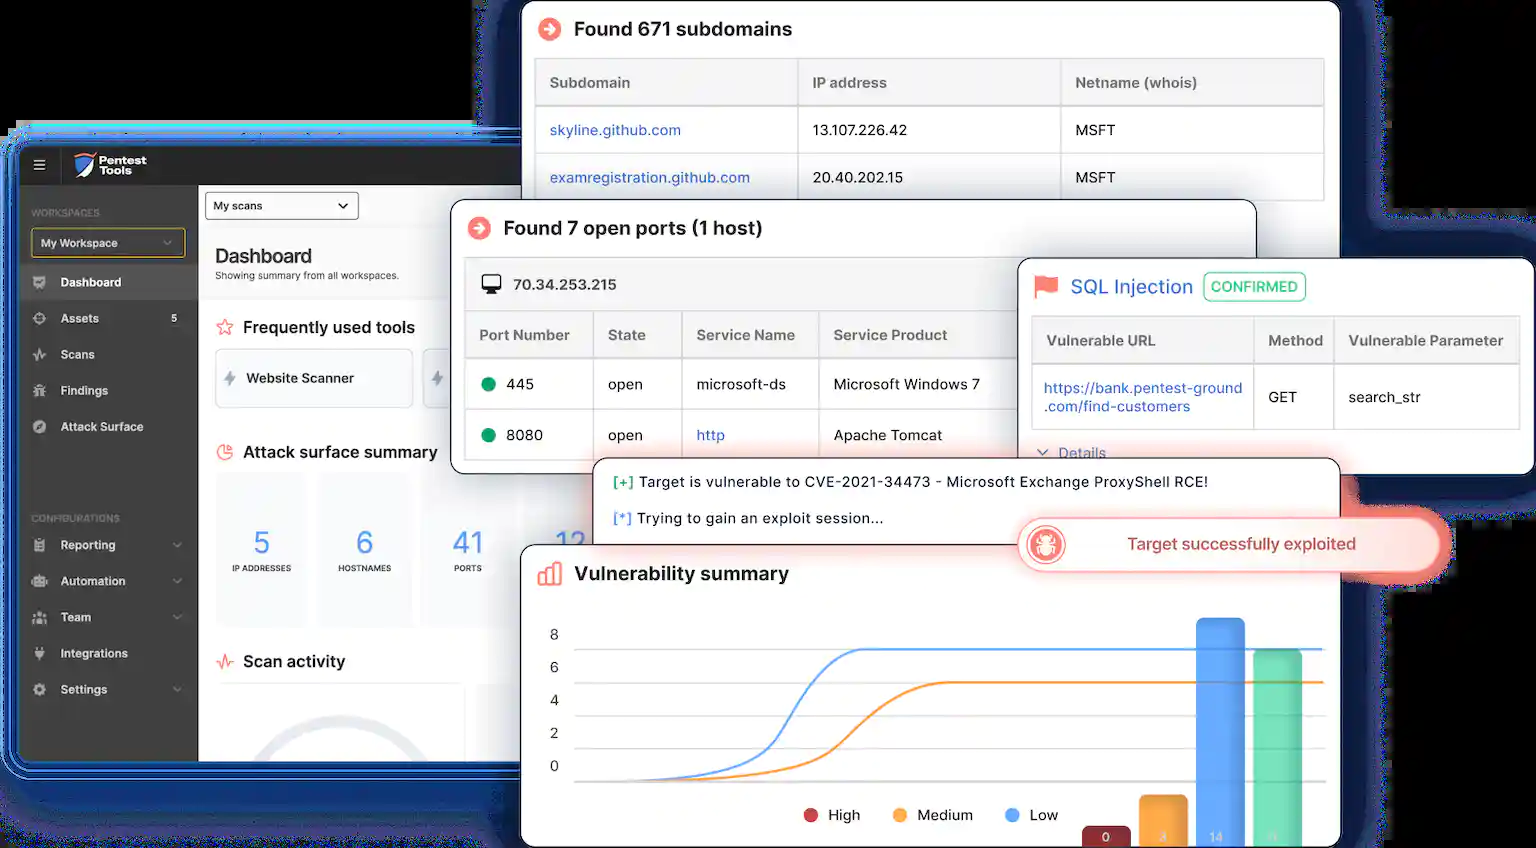 Found 671 subdomains
Subdomain IP address Netname (whois)
skyline.github.com 13.107.226.42 MSFT
examregistration.github.com 20.40.202.15 MSFT
Pentest
Tools
WORKSPACES
My Workspace
Dashboard
Assets 5
Scans
Findings
Attack Surface
CONFIGURATIONS
Reporting
Automation
Team
Integrations
Settings
My scans
Dashboard
Showing summary from all workspaces.
Frequently used tools
Website Scanner
Attack surface summary
5 6 41 12
IP ADDRESSES HOSTNAMES PORTS
Scan activity
Found 7 open ports (1 host)
70.34.253.215
Port Number State Service Name Service Product
445 open microsoft-ds Microsoft Windows 7
8080 open http Apache Tomcat
SQL Injection CONFIRMED
Vulnerable URL Method Vulnerable Parameter
https://bank.pentest-ground
.com/find-customers GET search_str
Details
[+] Target is vulnerable to CVE-2021-34473 - Microsoft Exchange ProxyShell RCE!
[*] Trying to gain an exploit session...
Target successfully exploited
Vulnerability summary
8
6
4
2
0
High Medium Low
0 14